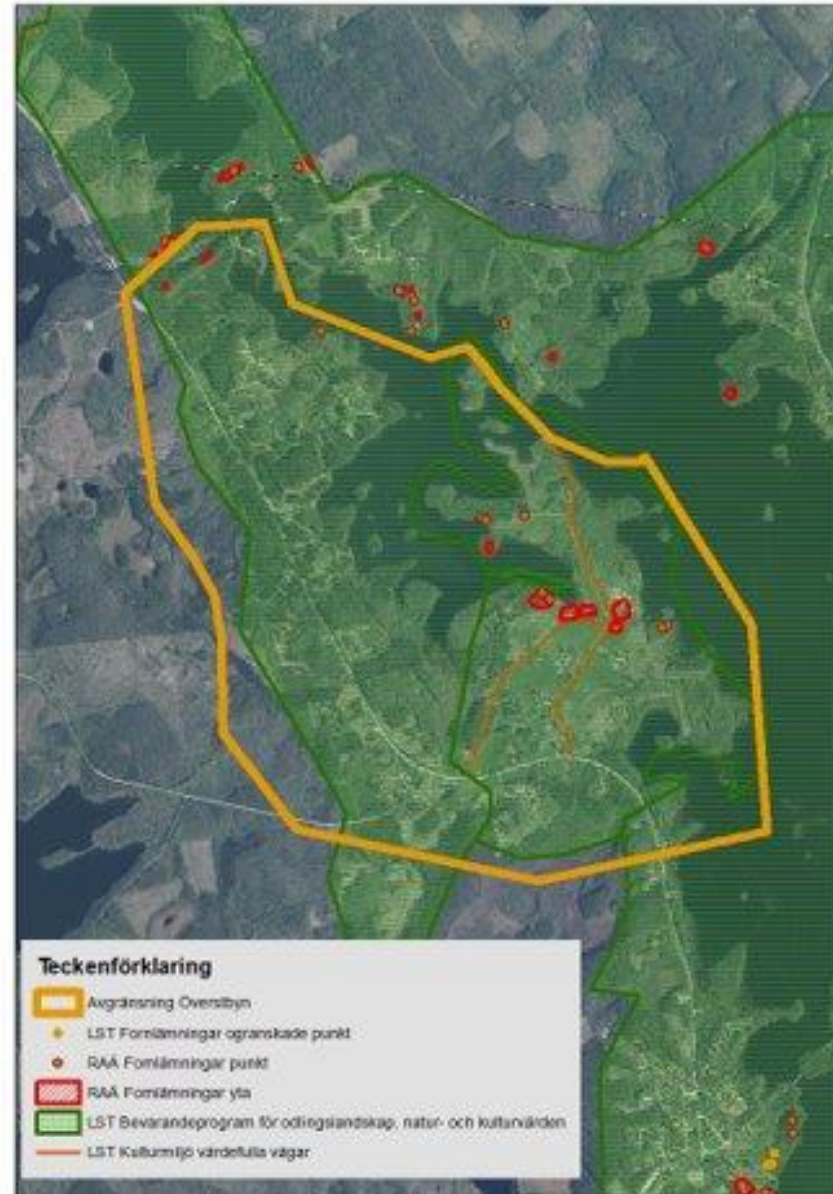 Teckenförklaring
Avgränsning Överstbyn
LST Fornlämningar ogranskade punkt
RAÄ Fornlämningar punkt
RAÄ Fornlämningar yta
LST Bevarandeprogram för odlingslandskap, natur- och kulturvärden
LST Kulturmiljö värdefulla vägar